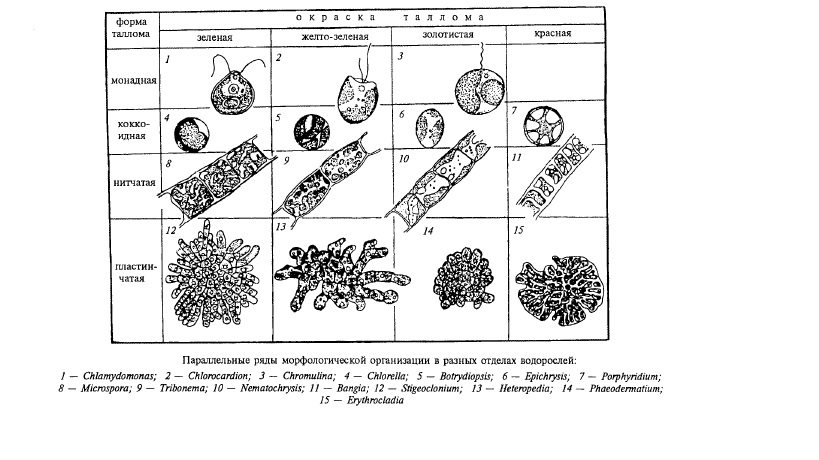 форма таллома
окраска таллома
зеленая
желто-зеленая
золотистая
красная
монадная
1
2
3
кокко-
идная
4
5
6
7
нитчатая
8
9
10
11
пластин-
чатая
12
13
14
15
Параллельные ряды морфологической организации в разных отделах водорослей:
1 — Chlamydomonas; 2 — Chlorocardion; 3 — Chromulina; 4 — Chlorella; 5 — Botrydiopsis; 6 — Epichrysis; 7 — Porphyridium;
8 — Microspora; 9 — Tribonema; 10 — Nematochrysis; 11 — Bangia; 12 — Stigeoclonium; 13 — Heteropedia; 14 — Phaeodermatium;
15 — Erythrocladia